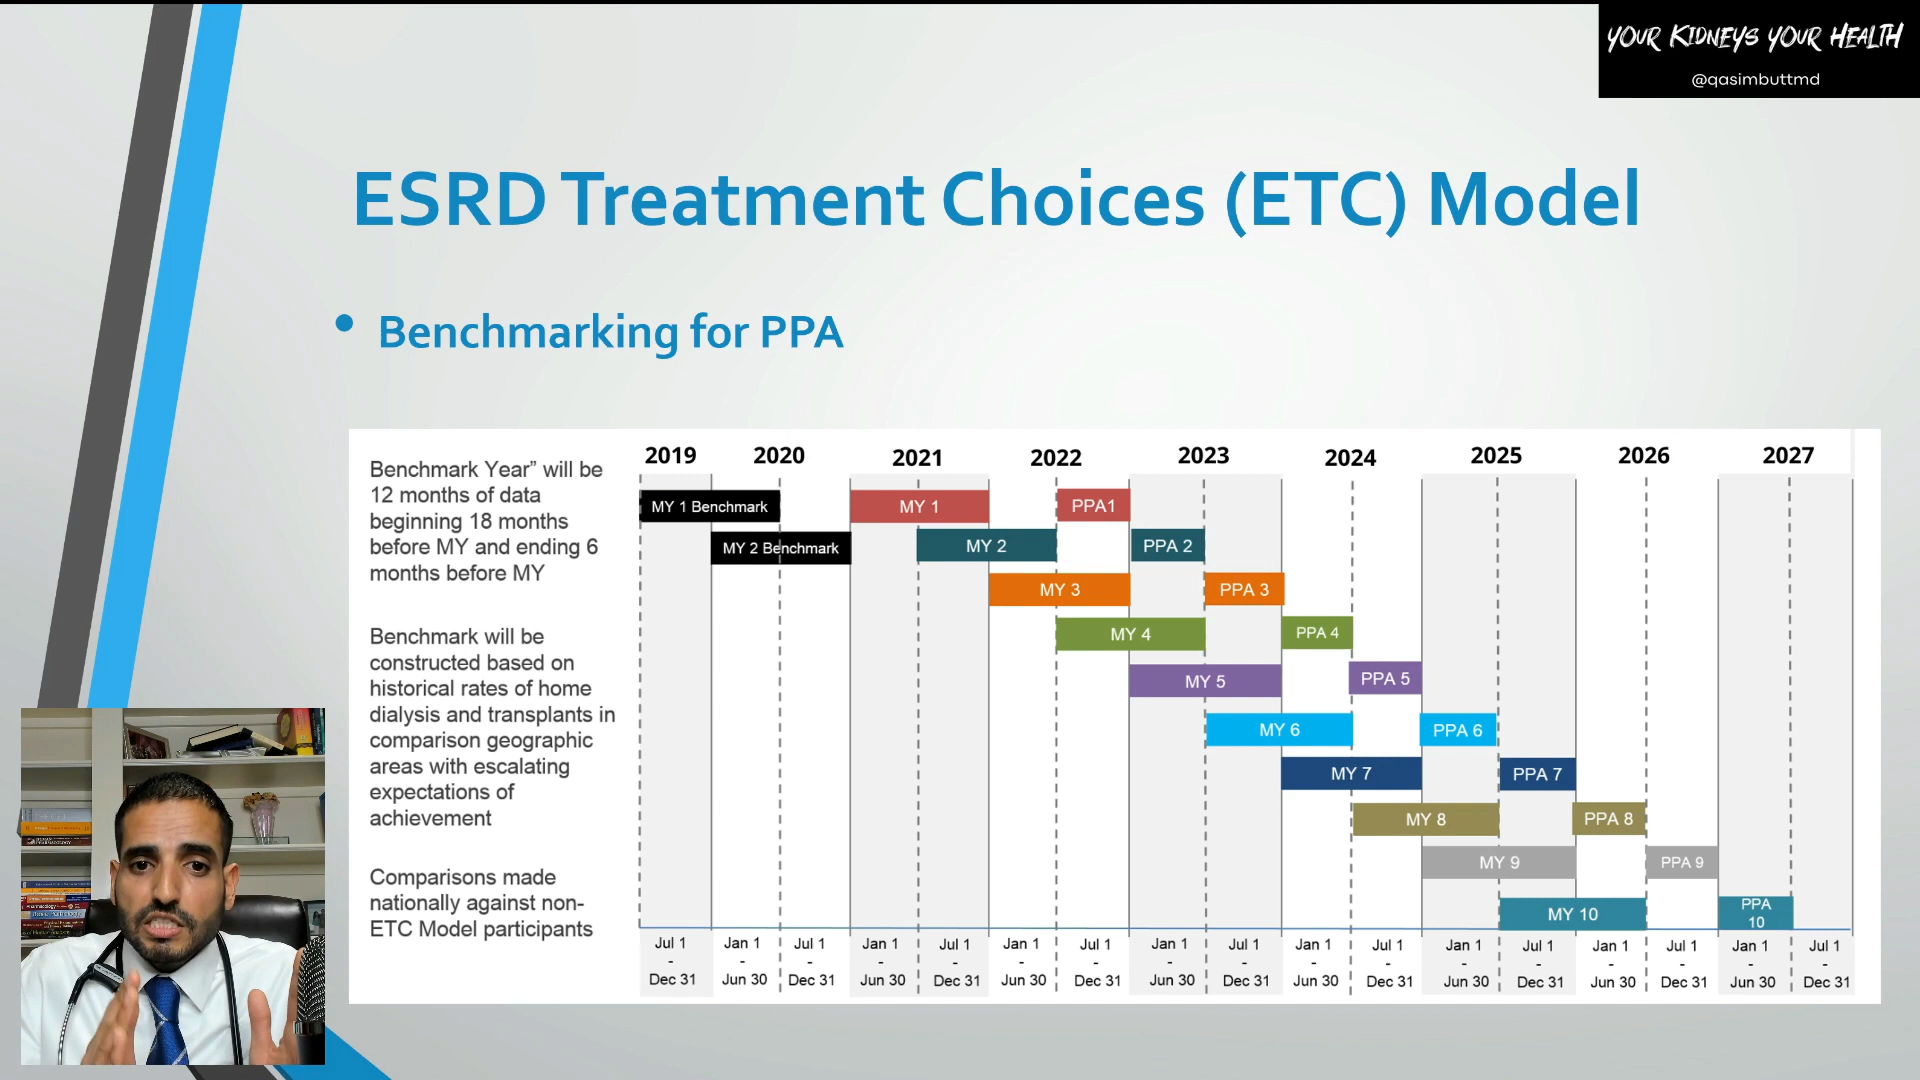 YOUR KIDNEYS YOUR HEALTH
@qasimbuttmd
ESRD Treatment Choices (ETC) Model
• Benchmarking for PPA
Benchmark Year” will be
12 months of data
beginning 18 months
before MY and ending 6
months before MY
Benchmark will be
constructed based on
historical rates of home
dialysis and transplants in
comparison geographic
areas with escalating
expectations of
achievement
Comparisons made
nationally against non-
ETC Model participants
2019 2020 2021 2022 2023 2024 2025 2026 2027
MY 1 Benchmark MY 1 PPA1
MY 2 Benchmark MY 2 PPA 2
MY 3 PPA 3
MY 4 PPA 4
MY 5 PPA 5
MY 6 PPA 6
MY 7 PPA 7
MY 8 PPA 8
MY 9 PPA 9
MY 10 PPA
10
Jul 1 Jan 1 Jul 1 Jan 1 Jul 1 Jan 1 Jul 1 Jan 1 Jul 1 Jan 1 Jul 1 Jan 1 Jul 1 Jan 1 Jul 1 Jan 1 Jul 1
- - - - - - - - - - - - - - - - -
Dec 31 Jun 30 Dec 31 Jun 30 Dec 31 Jun 30 Dec 31 Jun 30 Dec 31 Jun 30 Dec 31 Jun 30 Dec 31 Jun 30 Dec 31 Jun 30 Dec 31